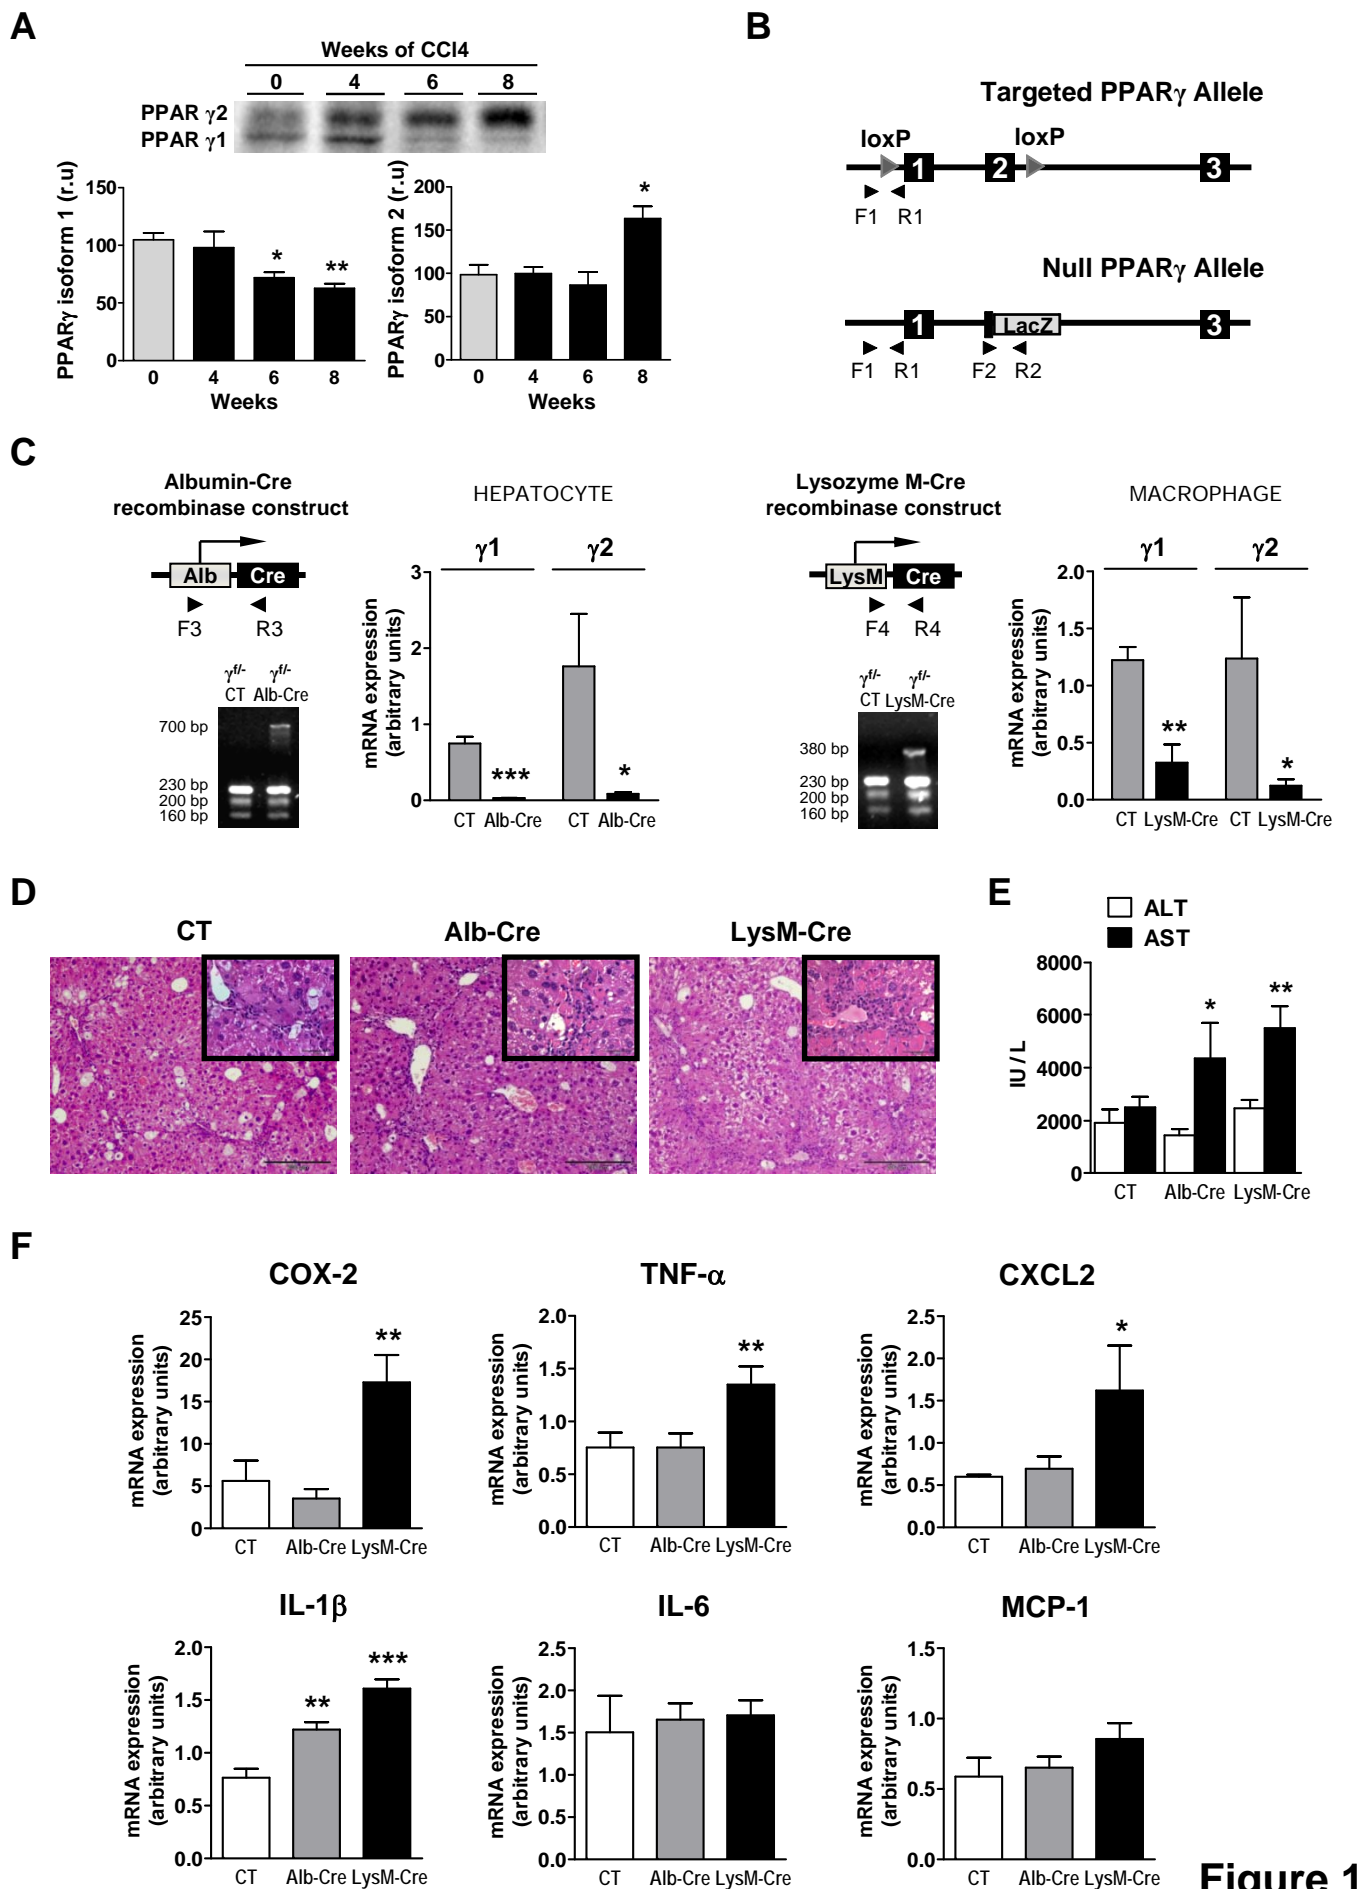 A
Weeks of CCl4
0 4 6 8
PPAR γ2
PPAR γ1
PPARγ isoform 1 (r.u)
150
100
50
0
* **
0 4 6 8
Weeks
PPARγ isoform 2 (r.u)
200
150
100
50
0
*
0 4 6 8
Weeks
B
Targeted PPARγ Allele
loxP loxP
1 2 3
F1 R1
Null PPARγ Allele
1 LacZ 3
F1 R1 F2 R2
C
Albumin-Cre
recombinase construct
Alb Cre
F3 R3
γf/- γf/-
CT Alb-Cre
700 bp
230 bp
200 bp
160 bp
HEPATOCYTE
γ1 γ2
mRNA expression
(arbitrary units)
3
2
1
0
*** *
CT Alb-Cre CT Alb-Cre
Lysozyme M-Cre
recombinase construct
LysM Cre
F4 R4
γf/- γf/-
CT LysM-Cre
380 bp
230 bp
200 bp
160 bp
MACROPHAGE
γ1 γ2
mRNA expression
(arbitrary units)
2.0
1.5
1.0
0.5
0.0
** *
CT LysM-Cre CT LysM-Cre
D
CT Alb-Cre LysM-Cre
E
ALT
AST
IU / L
8000
6000
4000
2000
0
* **
CT Alb-Cre LysM-Cre
F
COX-2
mRNA expression
(arbitrary units)
25
20
15
10
5
0
**
CT Alb-Cre LysM-Cre
TNF-α
mRNA expression
(arbitrary units)
2.0
1.5
1.0
0.5
0.0
**
CT Alb-Cre LysM-Cre
CXCL2
mRNA expression
(arbitrary units)
2.5
2.0
1.5
1.0
0.5
0.0
*
CT Alb-Cre LysM-Cre
IL-1β
mRNA expression
(arbitrary units)
2.0
1.5
1.0
0.5
0.0
** ***
CT Alb-Cre LysM-Cre
IL-6
mRNA expression
(arbitrary units)
2.5
2.0
1.5
1.0
0.5
0.0
CT Alb-Cre LysM-Cre
MCP-1
mRNA expression
(arbitrary units)
1.5
1.0
0.5
0.0
CT Alb-Cre LysM-Cre
Figure 1